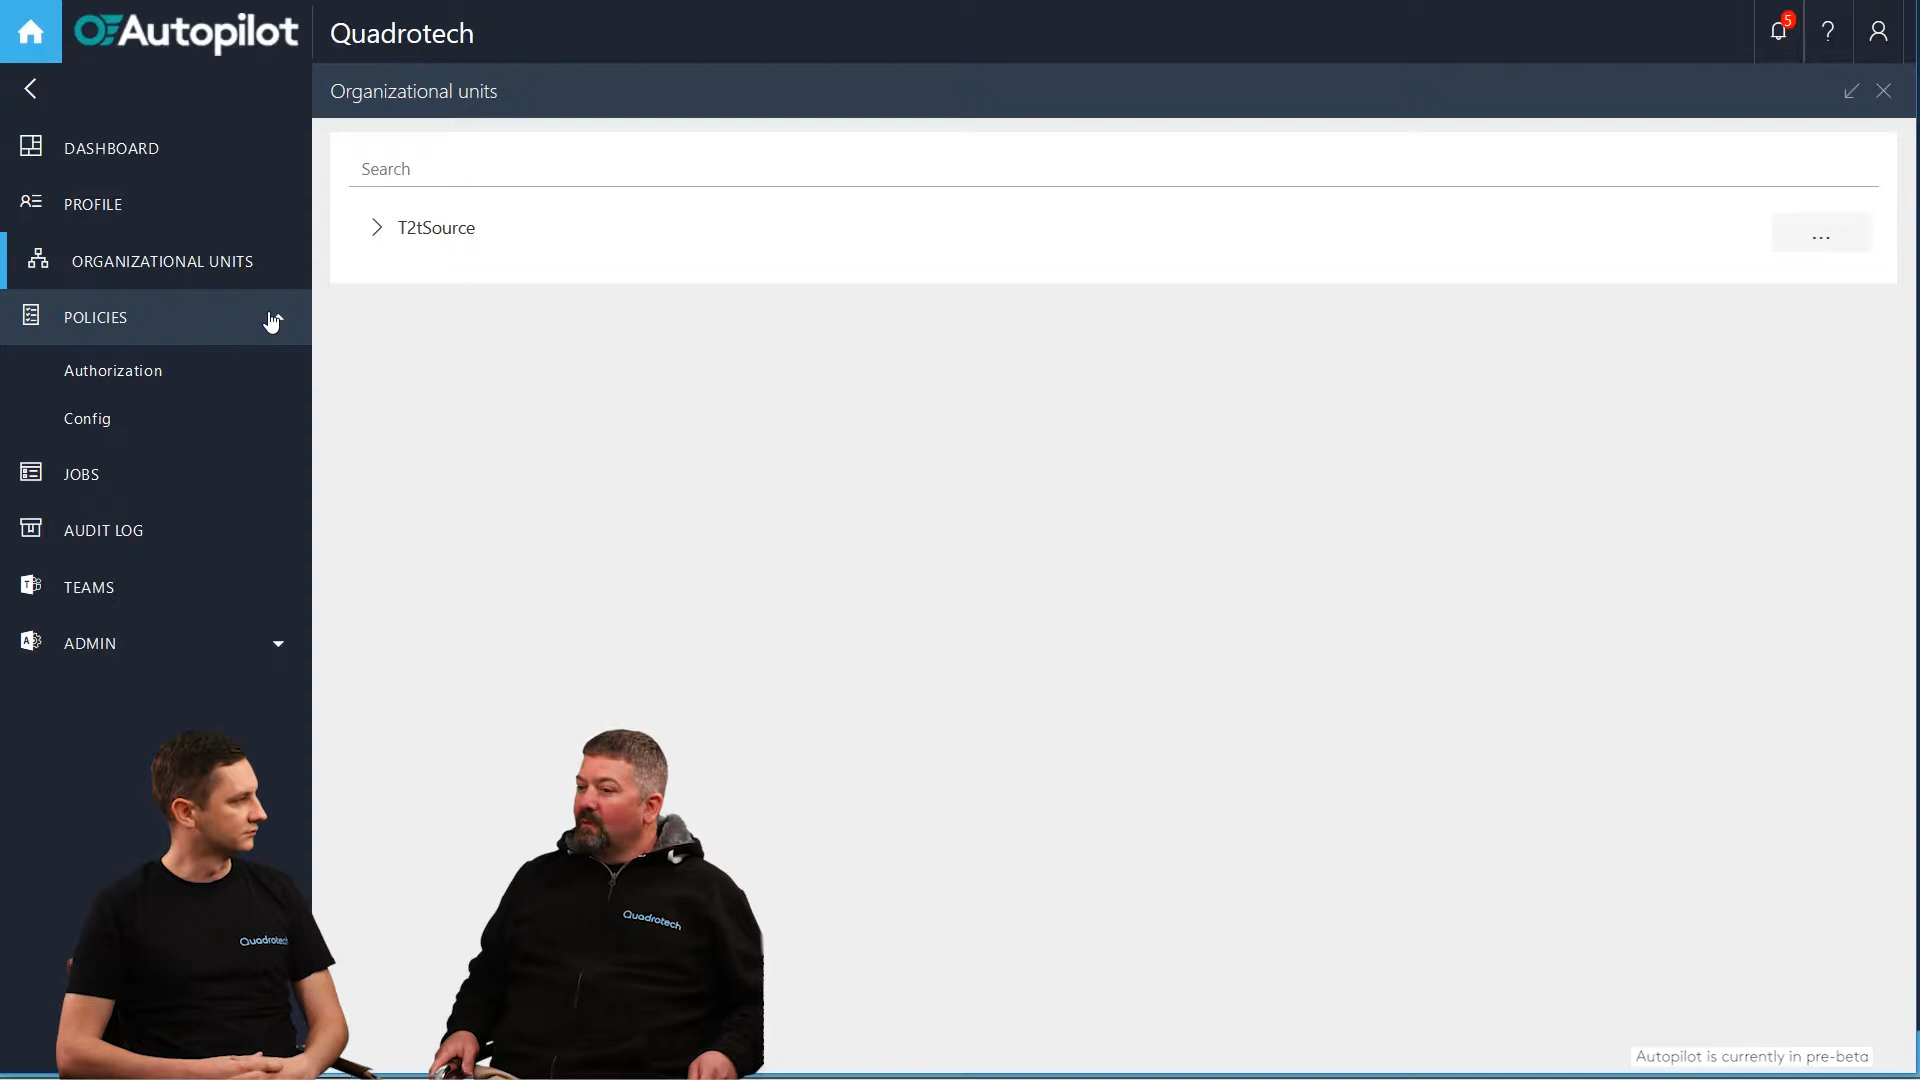 Autopilot
Quadrotech
5
?
Organizational units
DASHBOARD
PROFILE
ORGANIZATIONAL UNITS
POLICIES
Authorization
Config
JOBS
AUDIT LOG
TEAMS
ADMIN
Search
T2tSource
...
Quadrotech
Quadrotech
Autopilot is currently in pre-beta